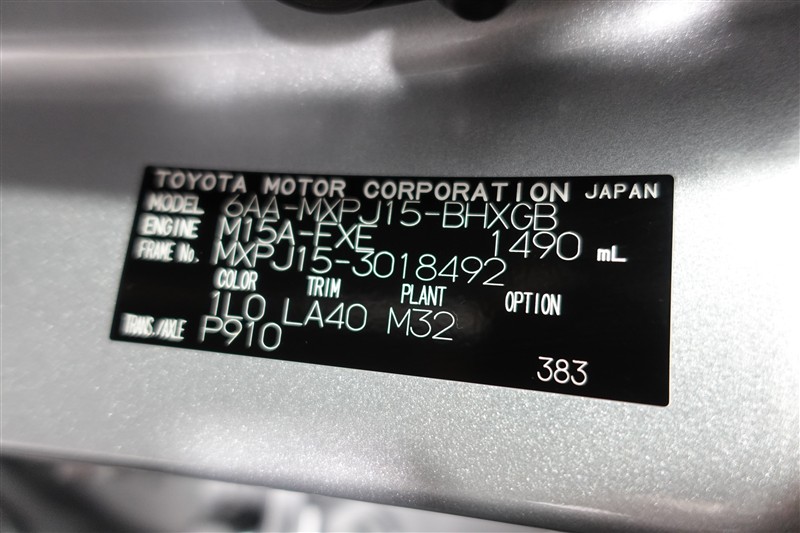 TOYOTA MOTOR CORPORATION JAPAN
MODEL 6AA-MXPJ15-BHXGB
ENGINE M15A-FXE 1490 mL
FRAME No. MXPJ15-3018492
COLOR TRIM PLANT OPTION
1L0 LA40 M32
TRANS./AXLE P910
383